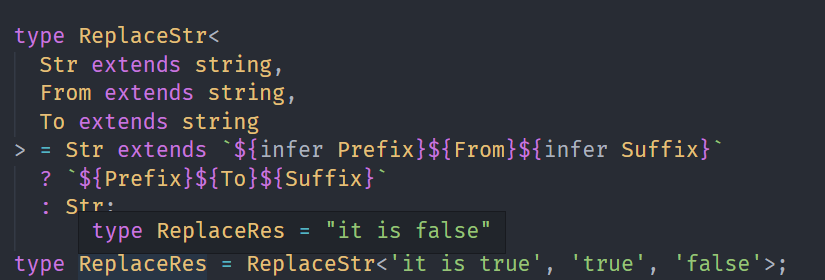 type ReplaceStr<
  Str extends string,
  From extends string,
  To extends string
> = Str extends `${infer Prefix}${From}${infer Suffix}`
  ? `${Prefix}${To}${Suffix}`
  : Str;
type ReplaceRes = "it is false"
type ReplaceRes = ReplaceStr<'it is true', 'true', 'false'>;